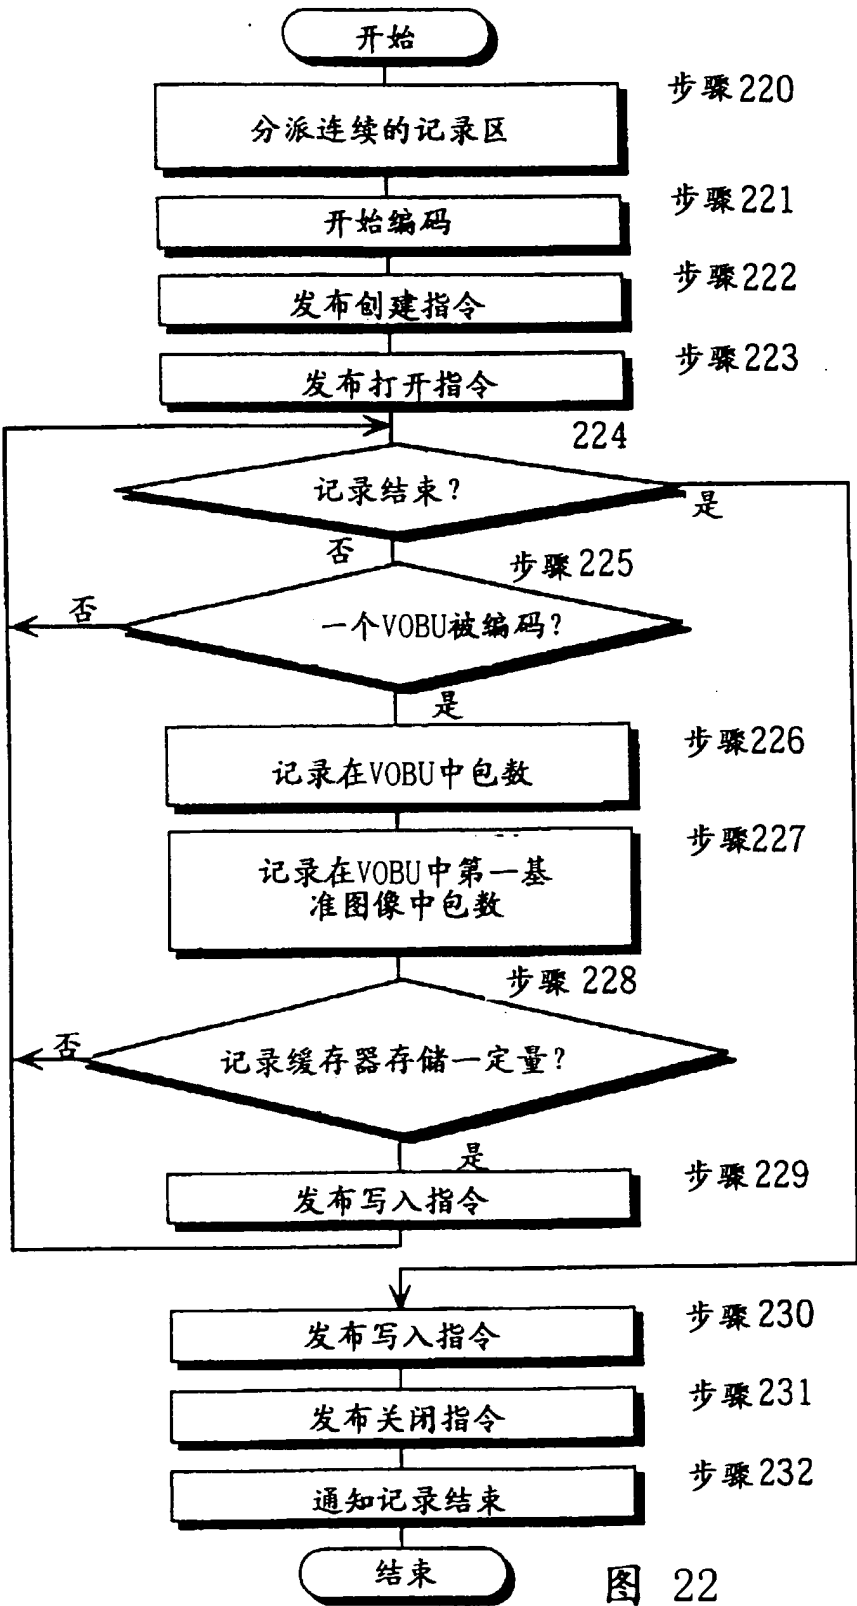 开始
步骤220
分派连续的记录区
步骤221
开始编码
步骤222
发布创建指令
步骤223
发布打开指令
224
记录结束?
是
否
步骤225
一个VOBU被编码?
否
是
步骤226
记录在VOBU中包数
步骤227
记录在VOBU中第一基
准图像中包数
步骤 228
记录缓存器存储一定量?
否
是
步骤229
发布写入指令
步骤230
发布写入指令
步骤231
发布关闭指令
步骤232
通知记录结束
结束
图 22